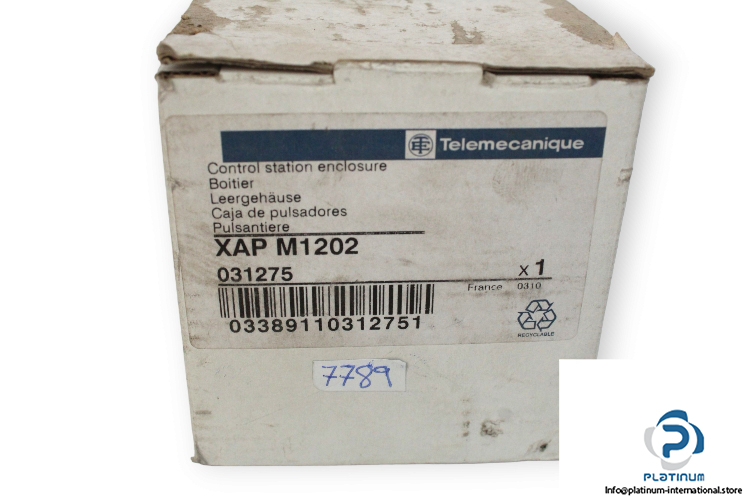 Telemecanique
Control station enclosure
Boitier
Leergehäuse
Caja de pulsadores
Pulsantiere
XAP M1202
031275
x 1
France 0310
03389110312751
RECYCLABLE
7789
PLATINUM
Info@platinum-international.store